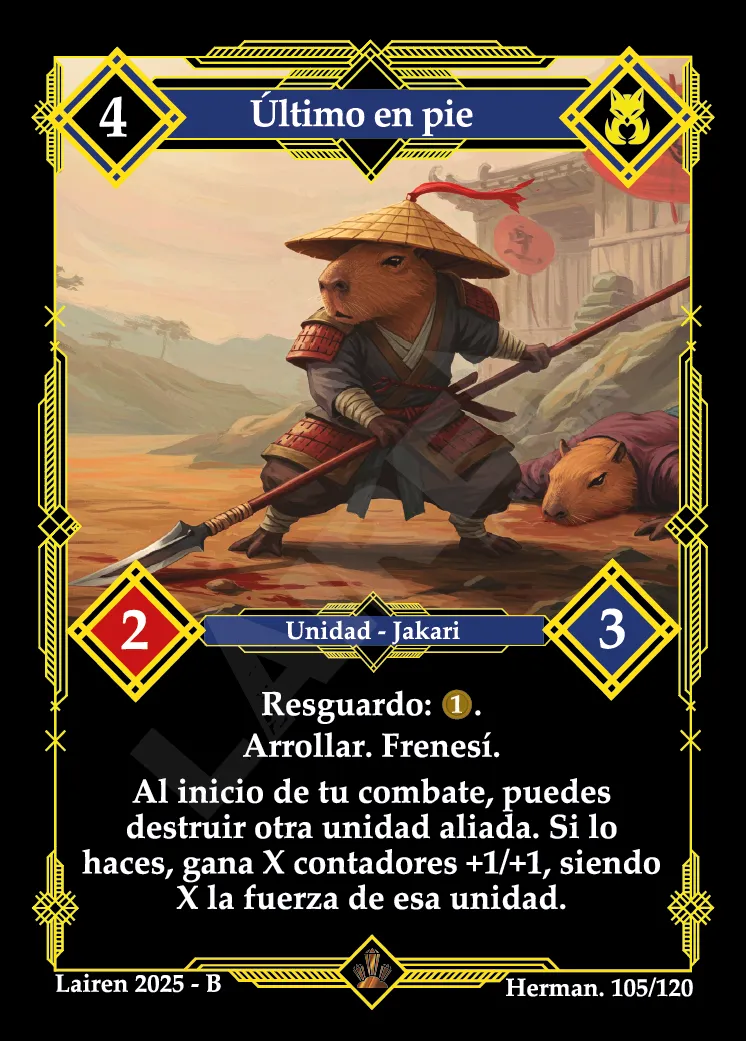 4
Último en pie
2
Unidad - Jakari
3
Resguardo: 1.
Arrollar. Frenesí.
Al inicio de tu combate, puedes
destruir otra unidad aliada. Si lo
haces, gana X contadores +1/+1, siendo
X la fuerza de esa unidad.
Lairen 2025 - B
Herman. 105/120